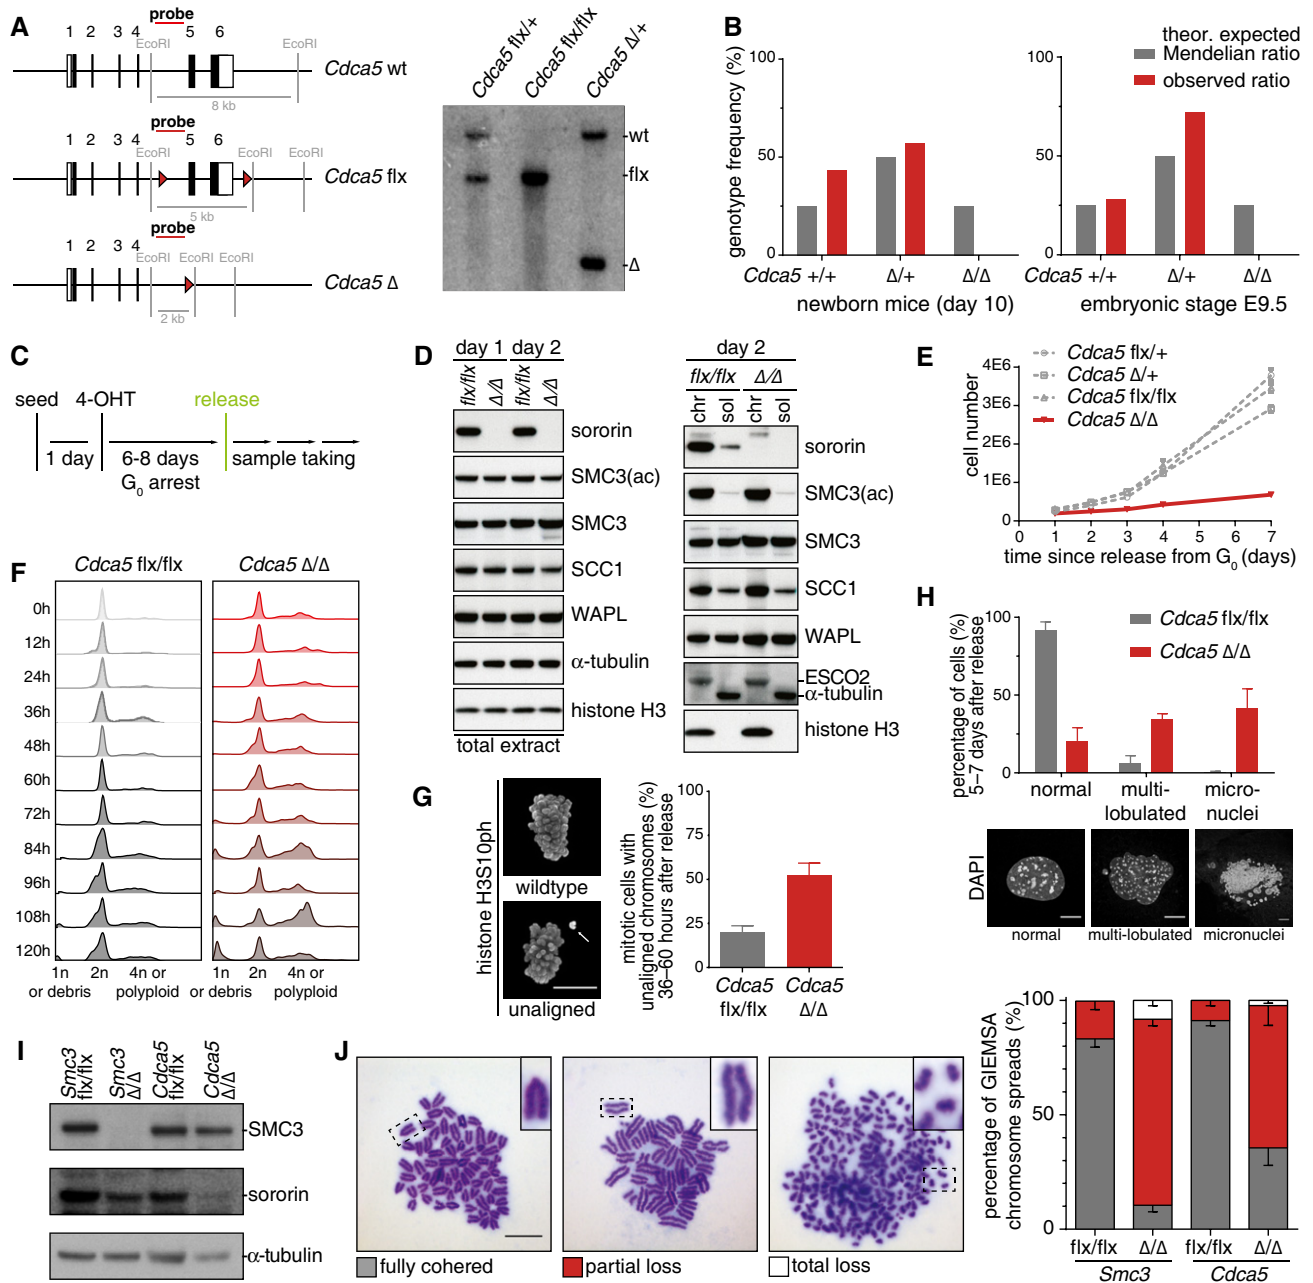 A
probe
1 2 3 4 EcoRI 5 6 EcoRI
Cdca5 wt
8 kb
probe
1 2 3 4 EcoRI 5 6 EcoRI EcoRI
Cdca5 flx
5 kb
probe
1 2 3 4 EcoRI EcoRI EcoRI
Cdca5 Δ
2 kb
Cdca5 flx/+
Cdca5 flx/flx
Cdca5 Δ/+
wt
flx
Δ
B
theor. expected
Mendelian ratio
observed ratio
genotype frequency (%)
100
50
0
Cdca5 +/+ Δ/+ Δ/Δ
newborn mice (day 10)
100
50
0
Cdca5 +/+ Δ/+ Δ/Δ
embryonic stage E9.5
C
seed 4-OHT release
1 day 6-8 days sample taking
G0 arrest
D
day 1 day 2
flx/flx Δ/Δ flx/flx Δ/Δ
sororin
SMC3(ac)
SMC3
SCC1
WAPL
α-tubulin
histone H3
total extract
day 2
flx/flx Δ/Δ
chr sol chr sol
sororin
SMC3(ac)
SMC3
SCC1
WAPL
ESCO2
α-tubulin
histone H3
E
Cdca5 flx/+
Cdca5 Δ/+
Cdca5 flx/flx
Cdca5 Δ/Δ
cell number
4E6
3E6
2E6
1E6
0
0 1 2 3 4 5 6 7
time since release from G0 (days)
F
Cdca5 flx/flx Cdca5 Δ/Δ
0h
12h
24h
36h
48h
60h
72h
84h
96h
108h
120h
1n 2n 4n or 1n 2n 4n or
or debris polyploid or debris polyploid
G
histone H3S10ph
wildtype
unaligned
mitotic cells with
unaligned chromosomes (%)
36–60 hours after release
100
75
50
25
0
Cdca5 Cdca5
flx/flx Δ/Δ
H
Cdca5 flx/flx
Cdca5 Δ/Δ
percentage of cells (%)
5–7 days after release
100
50
0
normal multi- micro-
lobulated nuclei
DAPI
normal multi-lobulated micronuclei
I
Smc3 flx/flx
Smc3 Δ/Δ
Cdca5 flx/flx
Cdca5 Δ/Δ
SMC3
sororin
α-tubulin
J
fully cohered partial loss total loss
percentage of GIEMSA
chromosome spreads (%)
100
50
0
flx/flx Δ/Δ flx/flx Δ/Δ
Smc3 Cdca5